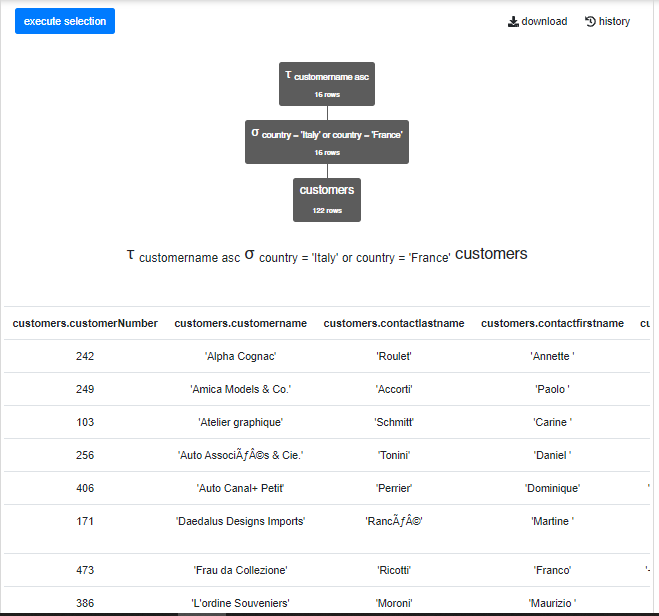 execute selection
download
history
τ customername asc
16 rows
σ country = 'Italy' or country = 'France'
16 rows
customers
122 rows
τ customername asc σ country = 'Italy' or country = 'France' customers
customers.customerNumber customers.customername customers.contactlastname customers.contactfirstname cu
242 'Alpha Cognac' 'Roulet' 'Annette '
249 'Amica Models & Co.' 'Accorti' 'Paolo '
103 'Atelier graphique' 'Schmitt' 'Carine '
256 'Auto AssociÃƒÂ©s & Cie.' 'Tonini' 'Daniel '
406 'Auto Canal+ Petit' 'Perrier' 'Dominique' '
171 'Daedalus Designs Imports' 'RancÃƒÂ©' 'Martine '
473 'Frau da Collezione' 'Ricotti' 'Franco' '-
386 'L'ordine Souveniers' 'Moroni' 'Maurizio '